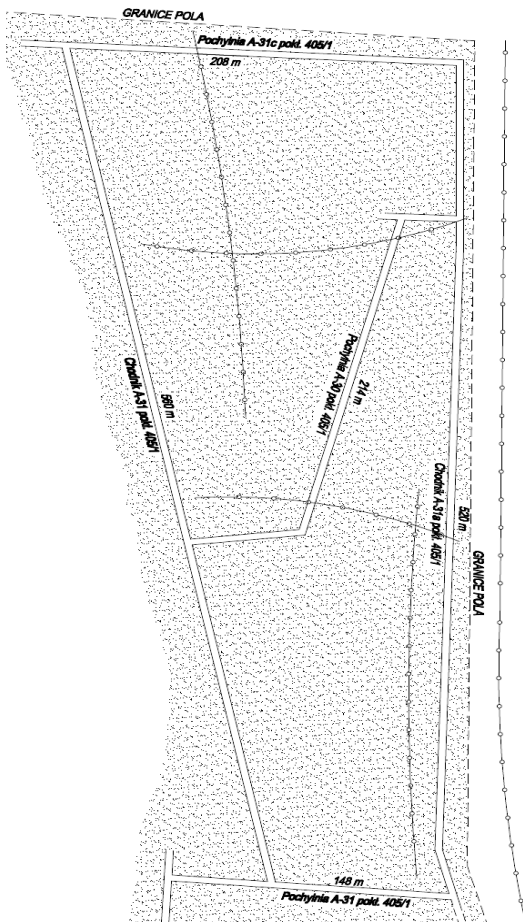 GRANICE POLA
Pochylnia A-31c pokł. 405/1
208 m
Pochylnia A-30 pokł. 405/1
214 m
Chodnik A-31 pokł. 405/1
560 m
Chodnik A-31a pokł. 405/1
520 m
GRANICE POLA
148 m
Pochylnia A-31 pokł. 405/1